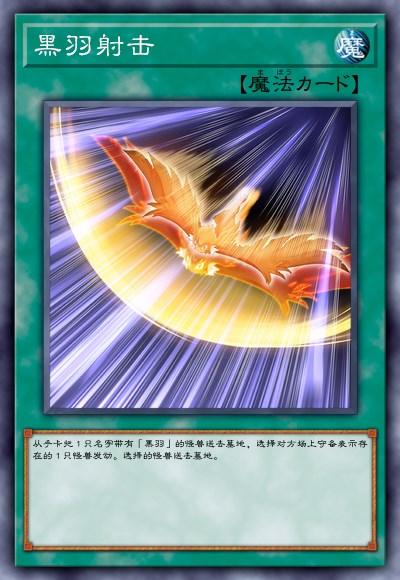 黑羽射击
魔
【魔法カード】
まほう
从手卡把1只名字带有「黑羽」的怪兽送去墓地，选择对方场上守备表示存
在的1只怪兽发动。选择的怪兽送去墓地。